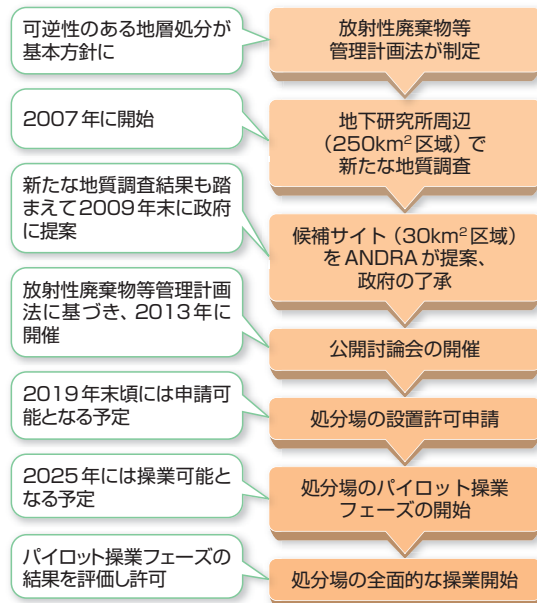 可逆性のある地層処分が
基本方針に
放射性廃棄物等
管理計画法が制定
2007年に開始
地下研究所周辺
（250km²区域）で
新たな地質調査
新たな地質調査結果も踏
まえて2009年末に政府
に提案
候補サイト（30km²区域）
をANDRAが提案、
政府の了承
放射性廃棄物等管理計画
法に基づき、2013年に
開催
公開討論会の開催
2019年末頃には申請可
能となる予定
処分場の設置許可申請
2025年には操業可能と
なる予定
処分場のパイロット操業
フェーズの開始
パイロット操業フェーズの
結果を評価し許可
処分場の全面的な操業開始